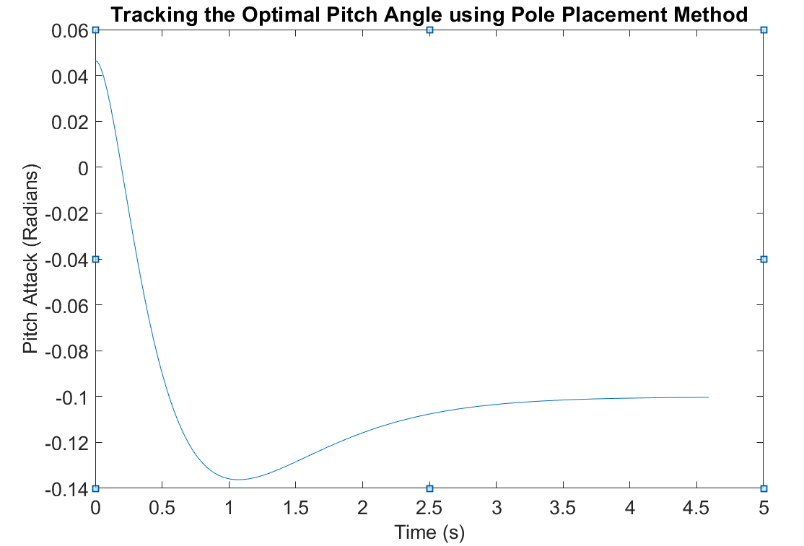 Tracking the Optimal Pitch Angle using Pole Placement Method
0.06
0.04
0.02
0
-0.02
-0.04
-0.06
-0.08
-0.1
-0.12
-0.14
Pitch Attack (Radians)
0 0.5 1 1.5 2 2.5 3 3.5 4 4.5 5
Time (s)